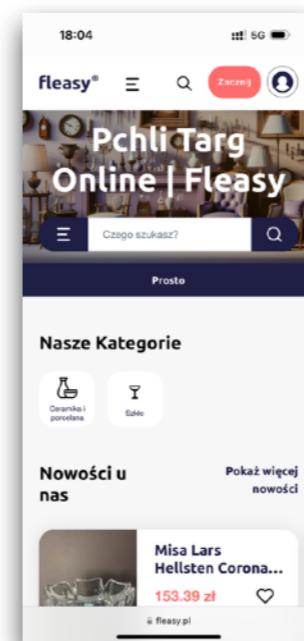 18:04 5G
fleasy® Zacznij
Pchli Targ
Online | Fleasy
Czego szukasz?
Prosto
Nasze Kategorie
Ceramika i
porcelana
Szkło
Nowości u
nas
Pokaż więcej
nowości
Misa Lars
Hellsten Corona...
153.39 zł
fleasy.pl